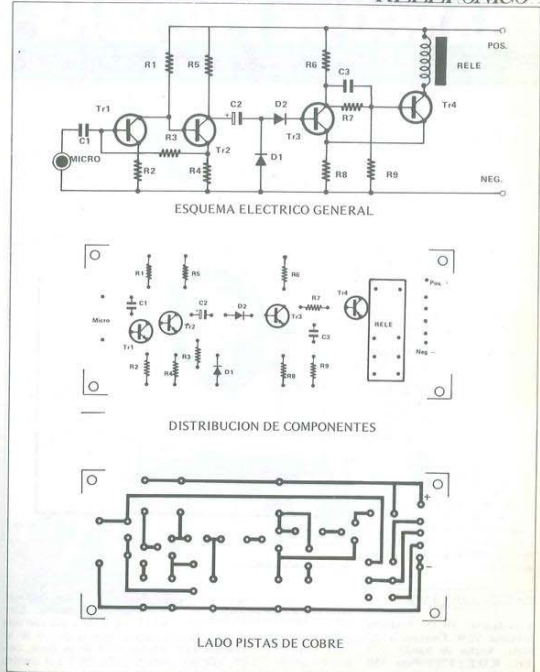 POS.
R1
R5
R6
C3
RELE
Tr1
C2
D2
R7
Tr4
C1
R3
Tr3
Tr2
MICRO
R2
R4
D1
R8
R9
NEG.
ESQUEMA ELECTRICO GENERAL
R1
R5
R6
Pos.
C1
C2
D2
R7
Tr4
Micro
Tr2
Tr3
RELE
Tr1
C3
R3
Neg −
R2
R4
D1
R8
R9
DISTRIBUCION DE COMPONENTES
+
−
LADO PISTAS DE COBRE